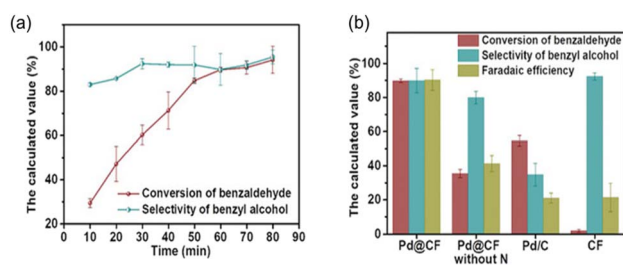 (a)
The calculated value (%)
100
80
60
40
20
Conversion of benzaldehyde
Selectivity of benzyl alcohol
0 10 20 30 40 50 60 70 80 90
Time (min)
(b)
The calculated value (%)
100
80
60
40
20
0
Conversion of benzaldehyde
Selectivity of benzyl alcohol
Faradaic efficiency
Pd@CF Pd@CF Pd/C CF
without N